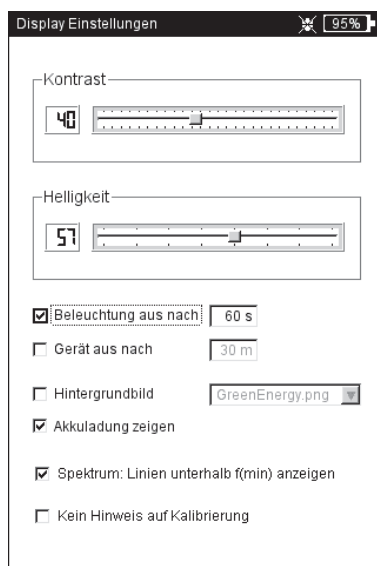 Display Einstellungen 95%
Kontrast
40
Helligkeit
57
Beleuchtung aus nach 60 s
Gerät aus nach 30 m
Hintergrundbild GreenEnergy.png
Akkuladung zeigen
Spektrum: Linien unterhalb f(min) anzeigen
Kein Hinweis auf Kalibrierung